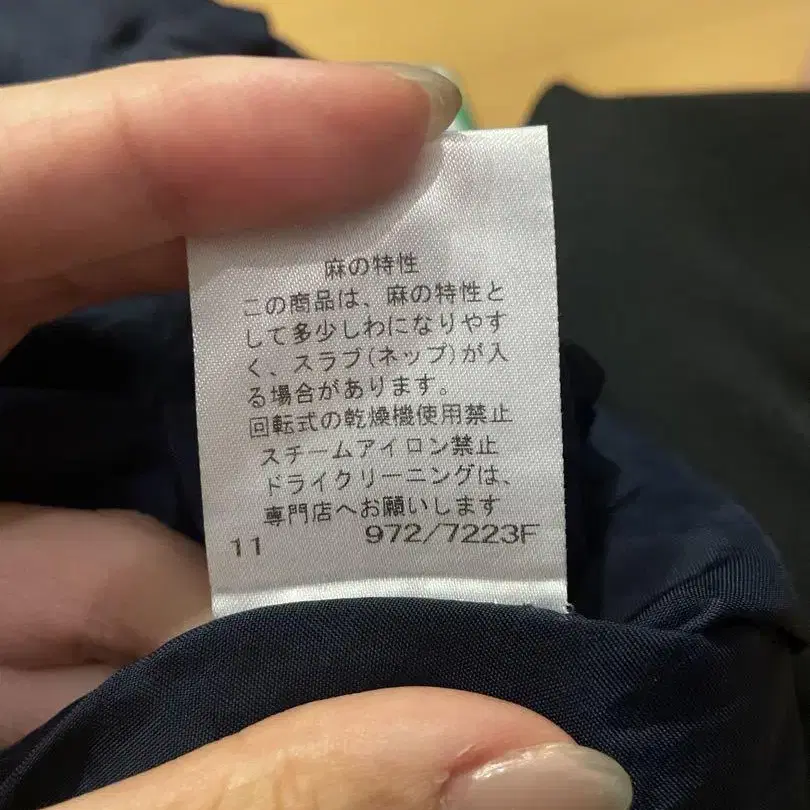 麻の特性
この商品は、麻の特性と
して多少しわになりやす
く、スラブ(ネップ)が入
る場合があります。
回転式の乾燥機使用禁止
スチームアイロン禁止
ドライクリーニングは、
専門店へお願いします
11 972/7223F